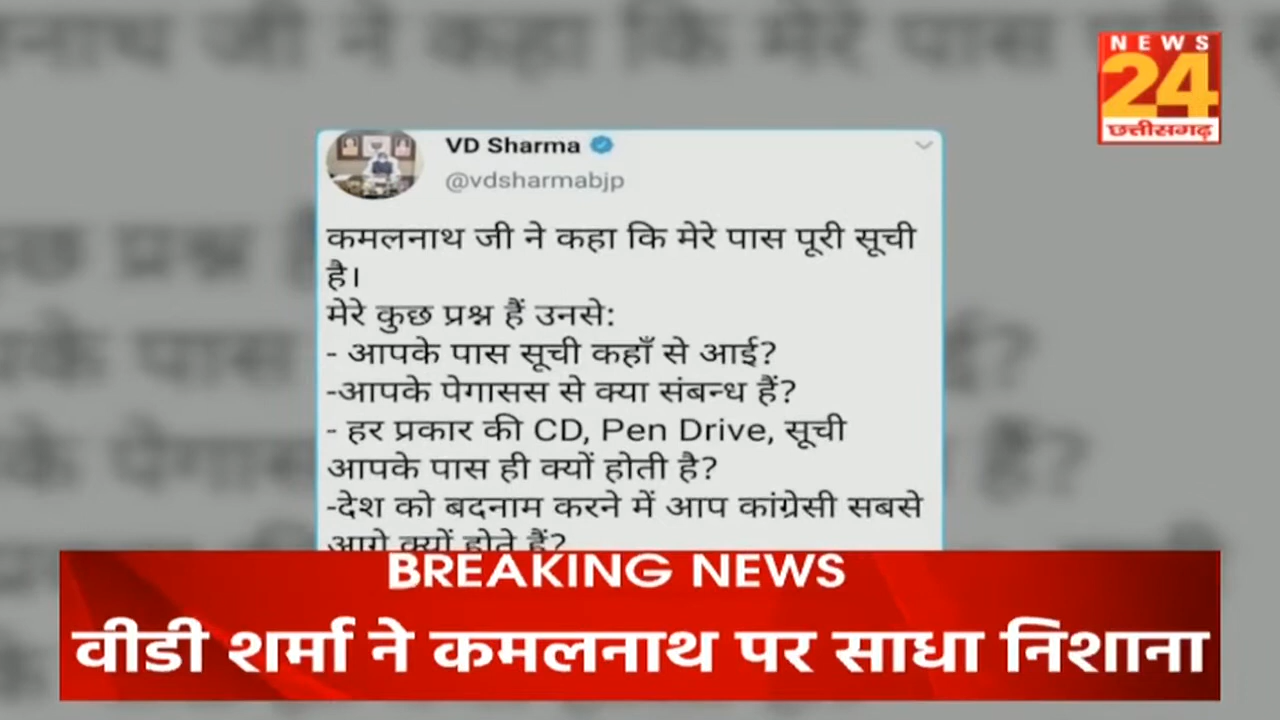 NEWS
24
छत्तीसगढ़
VD Sharma
@vdsharmabjp
कमलनाथ जी ने कहा कि मेरे पास पूरी सूची
है।
मेरे कुछ प्रश्न हैं उनसे:
- आपके पास सूची कहाँ से आई?
-आपके पेगासस से क्या संबन्ध हैं?
- हर प्रकार की CD, Pen Drive, सूची
आपके पास ही क्यों होती है?
-देश को बदनाम करने में आप कांग्रेसी सबसे
आगे क्यों होते हैं?
BREAKING NEWS
वीडी शर्मा ने कमलनाथ पर साधा निशाना